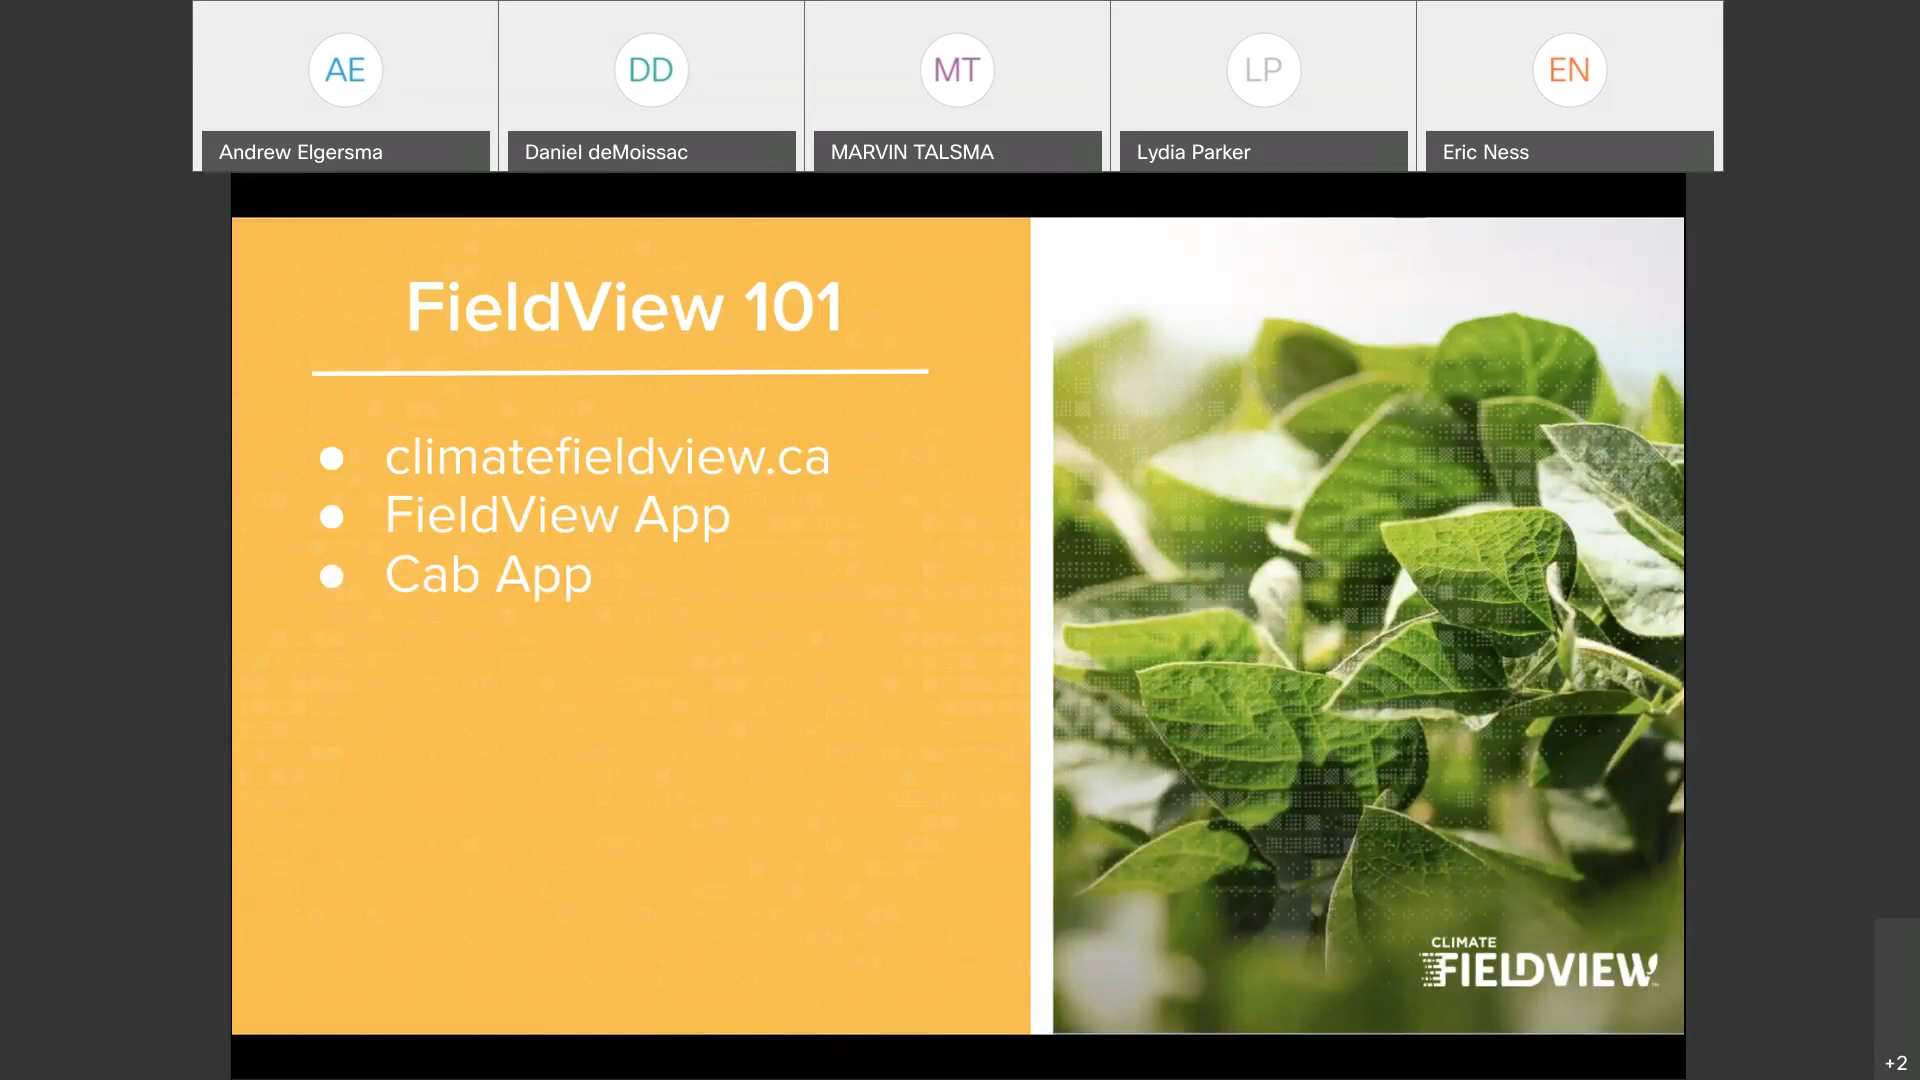 AE
DD
MT
LP
EN
Andrew Elgersma
Daniel deMoissac
MARVIN TALSMA
Lydia Parker
Eric Ness
FieldView 101
climatefieldview.ca
FieldView App
Cab App
CLIMATE
FIELDVIEW™
+2